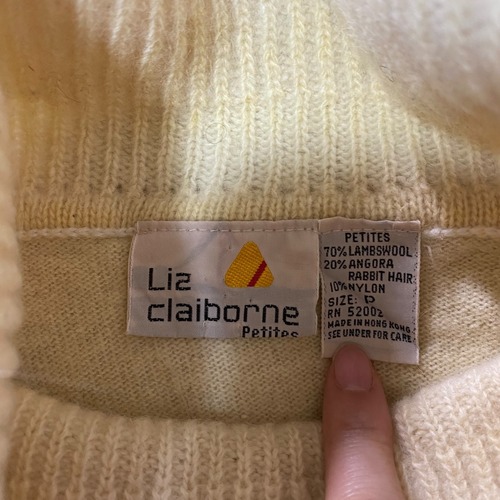 Liz
claiborne
Petites
PETITES
70% LAMBSWOOL
20% ANGORA
RABBIT HAIR
10% NYLON
SIZE: P
RN 52002
MADE IN HONG KONG
SEE UNDER FOR CARE